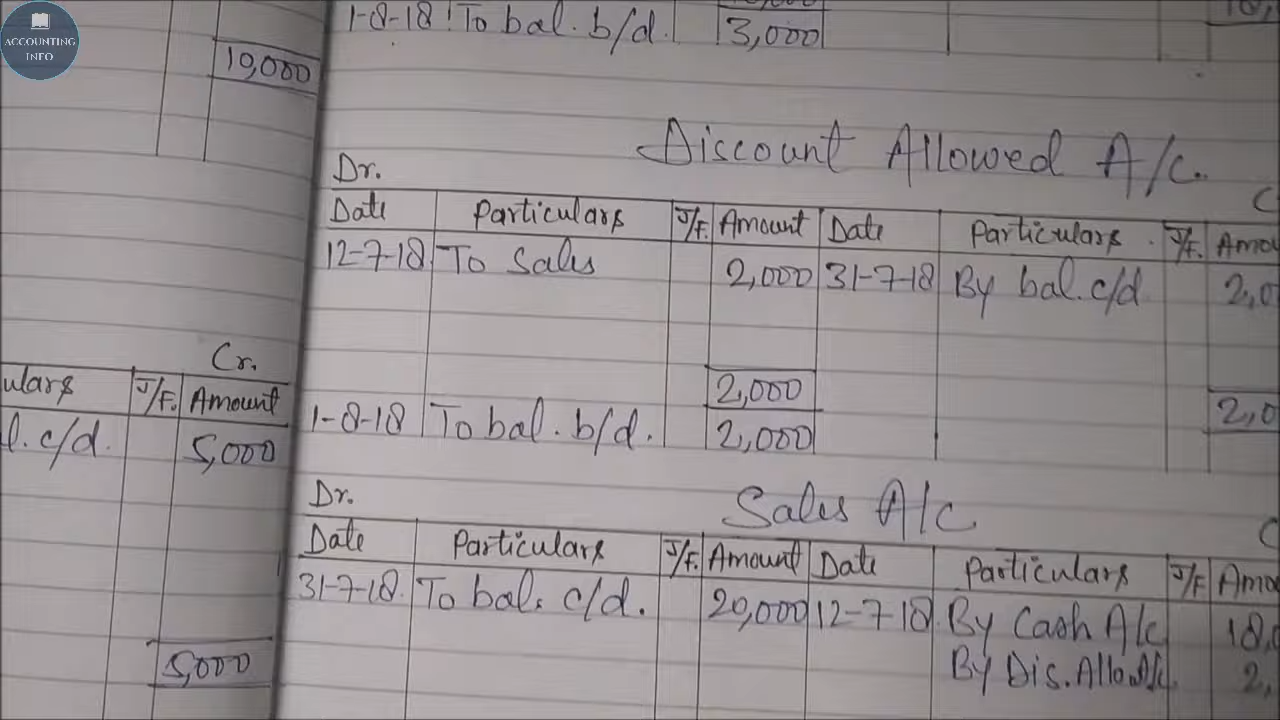 ACCOUNTING
INFO
10,000
Cr.
J/F. Amount
l. c/d. 5,000
5,000
1-8-18 To bal. b/d. 3,000
Discount Allowed A/c.
Dr.
Date Particulars J/F. Amount Date Particulars J/F.
12-7-18 To Sales 2,000 31-7-18 By bal. c/d
2,000
1-8-18 To bal. b/d. 2,000
Sales A/c
Dr.
Date Particulars J/F. Amount Date Particulars J/F
31-7-18. To bal. c/d. 20,000 12-7-18. By Cash A/c
By Dis. Allo. A/c.